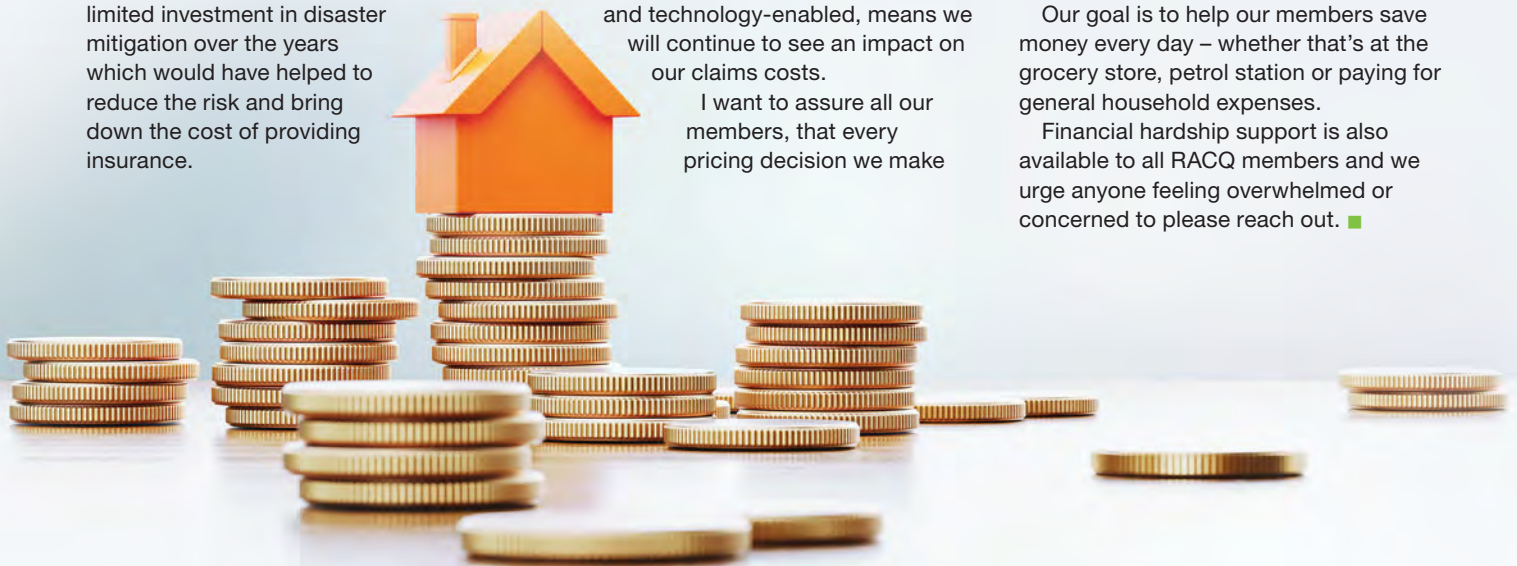 limited investment in disaster
mitigation over the years
which would have helped to
reduce the risk and bring
down the cost of providing
insurance.
and technology-enabled, means we
will continue to see an impact on
our claims costs.
I want to assure all our
members, that every
pricing decision we make
Our goal is to help our members save
money every day – whether that’s at the
grocery store, petrol station or paying for
general household expenses.
Financial hardship support is also
available to all RACQ members and we
urge anyone feeling overwhelmed or
concerned to please reach out.